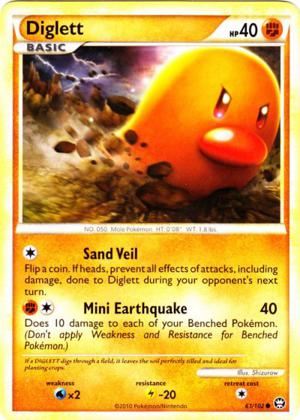 Diglett
HP 40
BASIC
NO. 050 Mole Pokémon HT: 0'08" WT: 1.8 lbs.
Sand Veil
Flip a coin. If heads, prevent all effects of attacks, including
damage, done to Diglett during your opponent's next
turn.
Mini Earthquake 40
Does 10 damage to each of your Benched Pokémon.
(Don't apply Weakness and Resistance for Benched
Pokémon.)
If a DIGLETT digs through a field, it leaves the soil perfectly tilled and ideal for
planting crops.
weakness resistance retreat cost
×2 -20
©2010 Pokémon/Nintendo
63/102